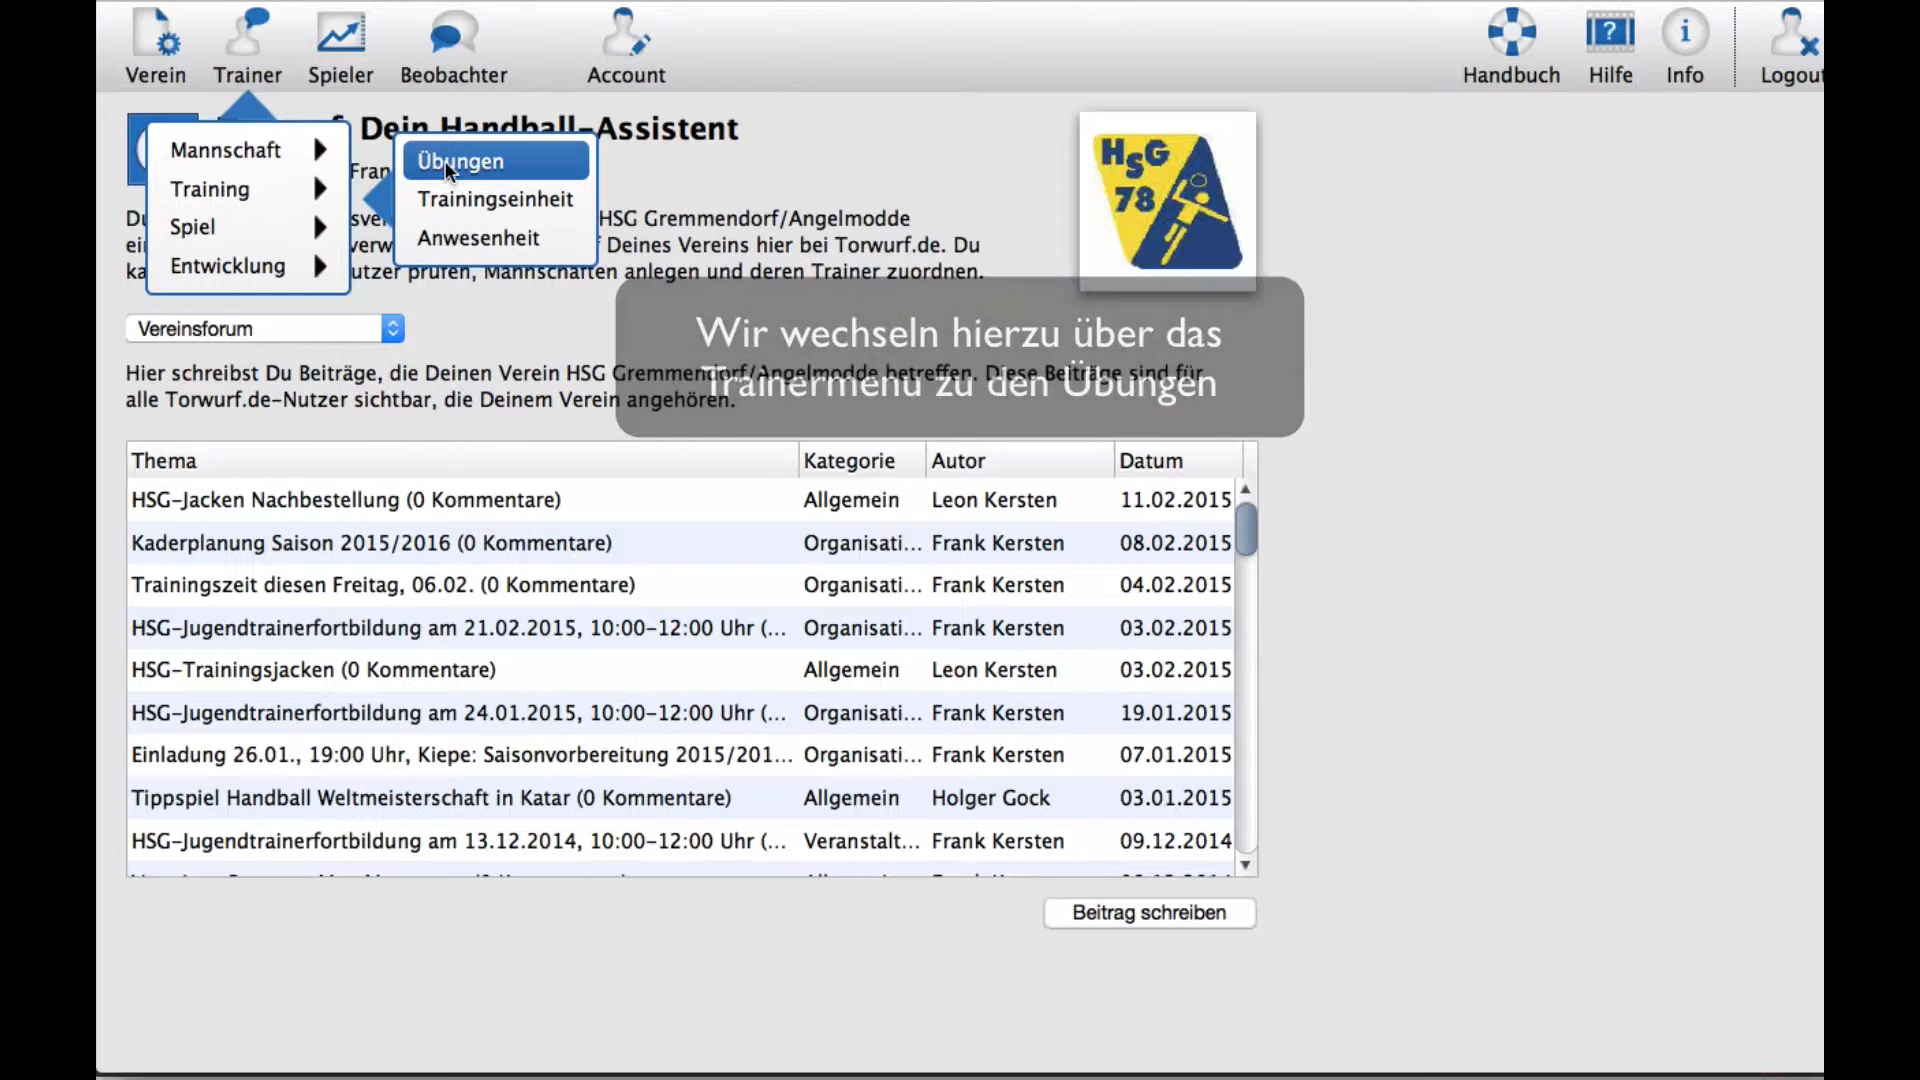 Verein Trainer Spieler Beobachter Account Handbuch Hilfe Info Logout
Dein Handball-Assistent
Mannschaft
Training
Spiel
Entwicklung
Übungen
Trainingseinheit
Anwesenheit
HSG Gremmendorf/Angelmodde
Deines Vereins hier bei Torwurf.de. Du
prüfen, Mannschaften anlegen und deren Trainer zuordnen.
HSG
78
Wir wechseln hierzu über das
Trainermenu zu den Übungen
Vereinsforum
Hier schreibst Du Beiträge, die Deinen Verein HSG Gremmendorf/Angelmodde betreffen. Diese Beiträge sind für
alle Torwurf.de-Nutzer sichtbar, die Deinem Verein angehören.
Thema Kategorie Autor Datum
HSG-Jacken Nachbestellung (0 Kommentare) Allgemein Leon Kersten 11.02.2015
Kaderplanung Saison 2015/2016 (0 Kommentare) Organisati... Frank Kersten 08.02.2015
Trainingszeit diesen Freitag, 06.02. (0 Kommentare) Organisati... Frank Kersten 04.02.2015
HSG-Jugendtrainerfortbildung am 21.02.2015, 10:00-12:00 Uhr (... Organisati... Frank Kersten 03.02.2015
HSG-Trainingsjacken (0 Kommentare) Allgemein Leon Kersten 03.02.2015
HSG-Jugendtrainerfortbildung am 24.01.2015, 10:00-12:00 Uhr (... Organisati... Frank Kersten 19.01.2015
Einladung 26.01., 19:00 Uhr, Kiepe: Saisonvorbereitung 2015/201... Organisati... Frank Kersten 07.01.2015
Tippspiel Handball Weltmeisterschaft in Katar (0 Kommentare) Allgemein Holger Gock 03.01.2015
HSG-Jugendtrainerfortbildung am 13.12.2014, 10:00-12:00 Uhr (... Veranstalt... Frank Kersten 09.12.2014
Beitrag schreiben